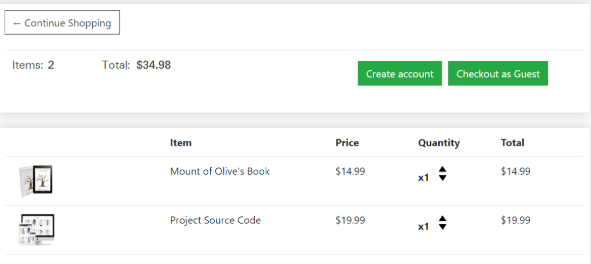 ← Continue Shopping
Items: 2 Total: $34.98
Create account Checkout as Guest
Item Price Quantity Total
Mount of Olive's Book $14.99 x1 $14.99
Project Source Code $19.99 x1 $19.99